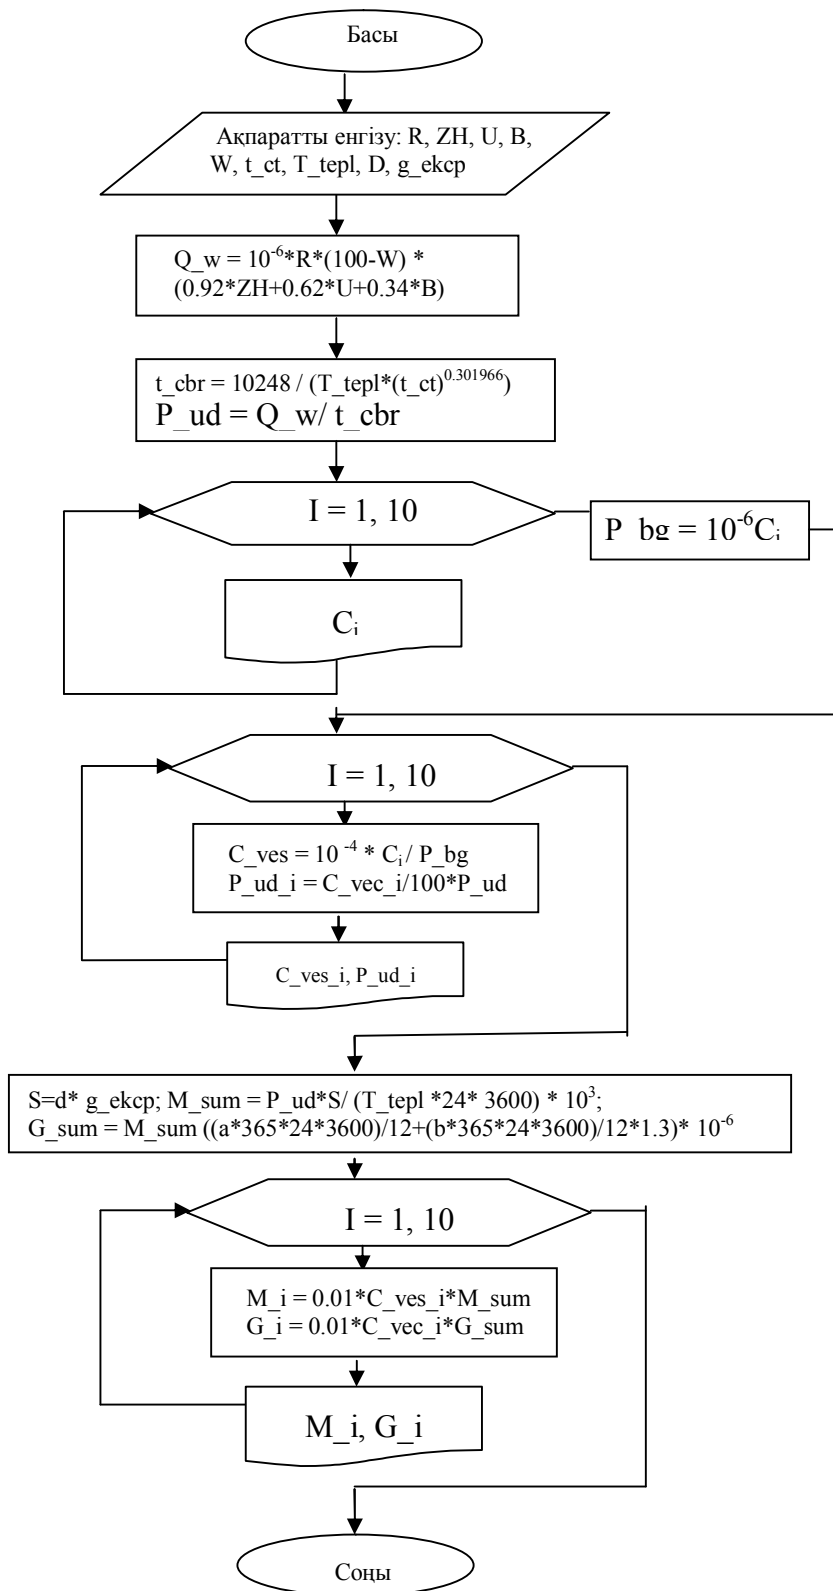 Басы
Ақпаратты енгізу: R, ZH, U, B,
W, t_ct, T_tepl, D, g_ekcp
Q_w = 10⁻⁶*R*(100-W) *
(0.92*ZH+0.62*U+0.34*B)
t_cbr = 10248 / (T_tepl*(t_ct)⁰·³⁰¹⁹⁶⁶)
P_ud = Q_w/ t_cbr
I = 1, 10
P_bg = 10⁻⁶Cᵢ
Cᵢ
I = 1, 10
C_ves = 10 ⁻⁴ * Cᵢ / P_bg
P_ud_i = C_vec_i/100*P_ud
C_ves_i, P_ud_i
S=d* g_ekcp; M_sum = P_ud*S/ (T_tepl *24* 3600) * 10³;
G_sum = M_sum ((a*365*24*3600)/12+(b*365*24*3600)/12*1.3)* 10⁻⁶
I = 1, 10
M_i = 0.01*C_ves_i*M_sum
G_i = 0.01*C_vec_i*G_sum
M_i, G_i
Соңы